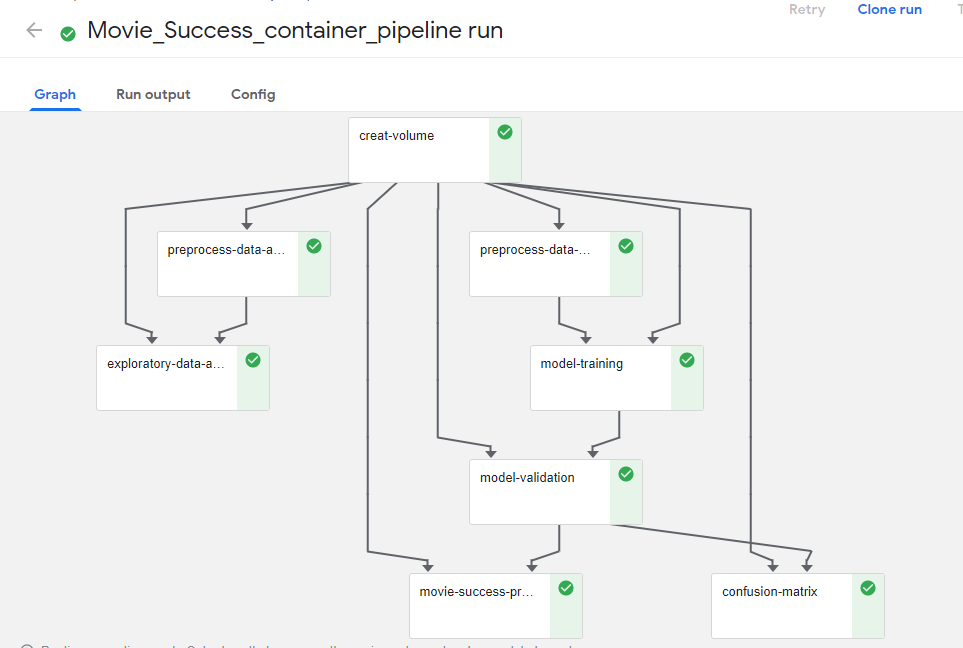 Retry Clone run
Movie_Success_container_pipeline run
Graph Run output Config
creat-volume
preprocess-data-a... preprocess-data-...
exploratory-data-a... model-training
model-validation
movie-success-pr... confusion-matrix